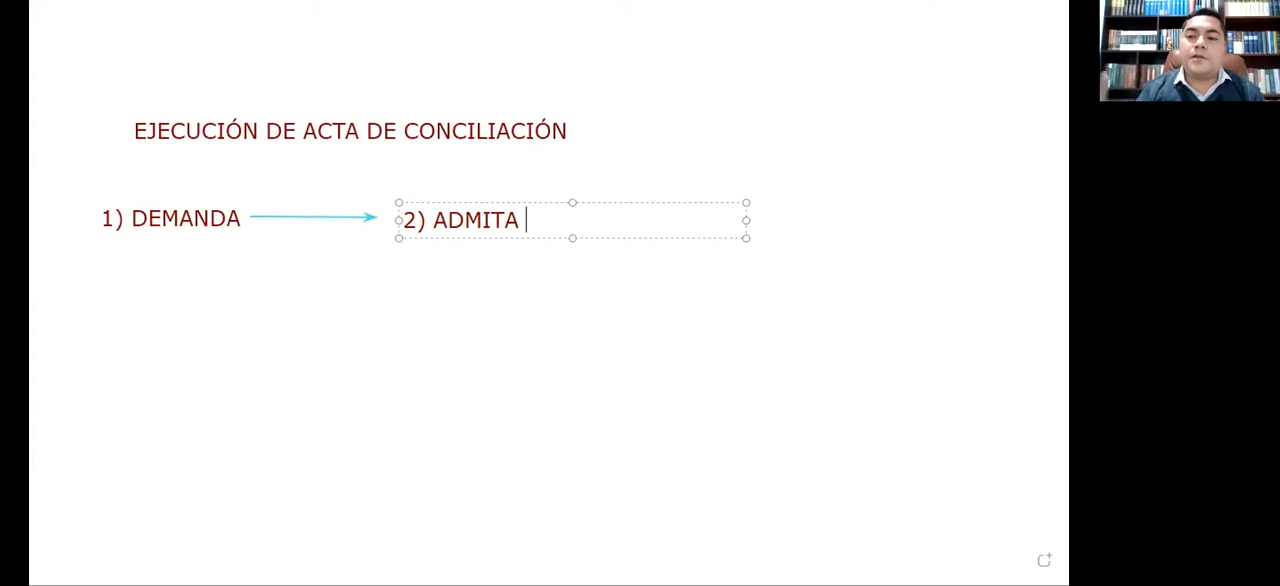 EJECUCIÓN DE ACTA DE CONCILIACIÓN
1) DEMANDA
2) ADMITA